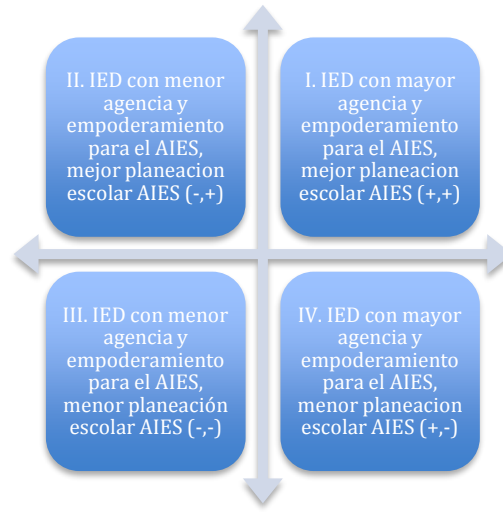 II. IED con menor
agencia y
empoderamiento
para el AIES,
mejor planeacion
escolar AIES (-,+)
I. IED con mayor
agencia y
empoderamiento
para el AIES,
mejor planeacion
escolar AIES (+,+)
III. IED con menor
agencia y
empoderamiento
para el AIES,
menor planeación
escolar AIES (-,-)
IV. IED con mayor
agencia y
empoderamiento
para el AIES,
menor planeacion
escolar AIES (+,-)